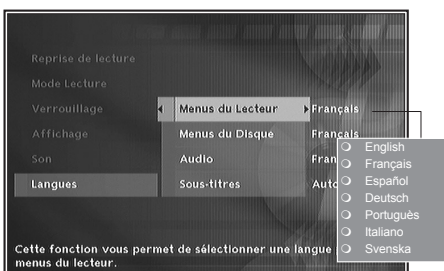 Reprise de lecture
Mode Lecture
Verrouillage
Affichage
Son
Langues
Menus du Lecteur
Menus du Disque
Audio
Sous-titres
Français
Français
Fran
Auto
English
Français
Español
Deutsch
Portuguès
Italiano
Svenska
Cette fonction vous permet de sélectionner une langue
menus du lecteur.